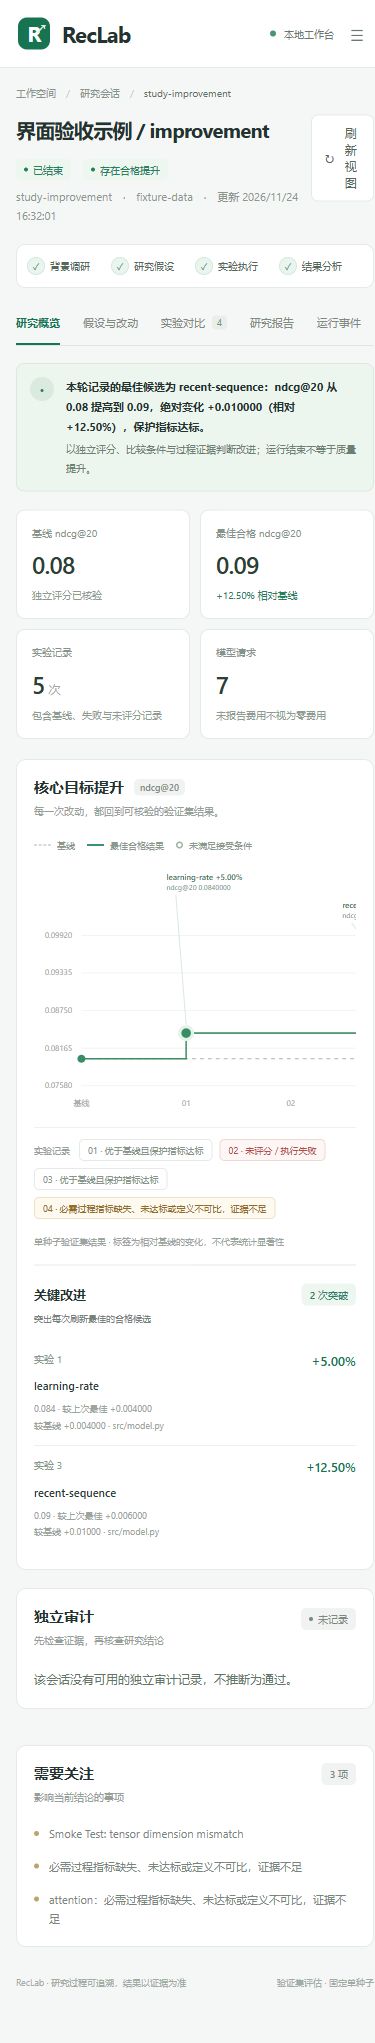 RecLab
本地工作台
工作空间 / 研究会话 / study-improvement
界面验收示例 / improvement
↻ 刷新视图
已结束 存在合格提升
study-improvement · fixture-data · 更新 2026/11/24
16:32:01
✓ 背景调研 ✓ 研究假设 ✓ 实验执行 ✓ 结果分析
研究概览 假设与改动 实验对比 4 研究报告 运行事件
本轮记录的最佳候选为 recent-sequence：ndcg@20 从
0.08 提高到 0.09，绝对变化 +0.010000（相对
+12.50%），保护指标达标。
以独立评分、比较条件与过程证据判断改进；运行结束不等于质量
提升。
基线 ndcg@20
0.08
独立评分已核验
最佳合格 ndcg@20
0.09
+12.50% 相对基线
实验记录
5 次
包含基线、失败与未评分记录
模型请求
7
未报告费用不视为零费用
核心目标提升 ndcg@20
每一次改动，都回到可核验的验证集结果。
基线 最佳合格结果 未满足接受条件
learning-rate +5.00%
ndcg@20 0.0840000
rece
ndcg
0.09920
0.09335
0.08750
0.08165
0.07580
基线 01 02
实验记录 01 · 优于基线且保护指标达标 02 · 未评分 / 执行失败
03 · 优于基线且保护指标达标
04 · 必需过程指标缺失、未达标或定义不可比，证据不足
单种子验证集结果 · 标签为相对基线的变化，不代表统计显著性
关键改进 2 次突破
突出每次刷新最佳的合格候选
实验 1 +5.00%
learning-rate
0.084 · 较上次最佳 +0.004000
较基线 +0.004000 · src/model.py
实验 3 +12.50%
recent-sequence
0.09 · 较上次最佳 +0.006000
较基线 +0.01000 · src/model.py
独立审计 未记录
先检查证据，再核查研究结论
该会话没有可用的独立审计记录，不推断为通过。
需要关注 3 项
影响当前结论的事项
Smoke Test: tensor dimension mismatch
必需过程指标缺失、未达标或定义不可比，证据不足
attention：必需过程指标缺失、未达标或定义不可比，证据不
足
RecLab · 研究过程可追溯，结果以证据为准 验证集评估 · 固定单种子